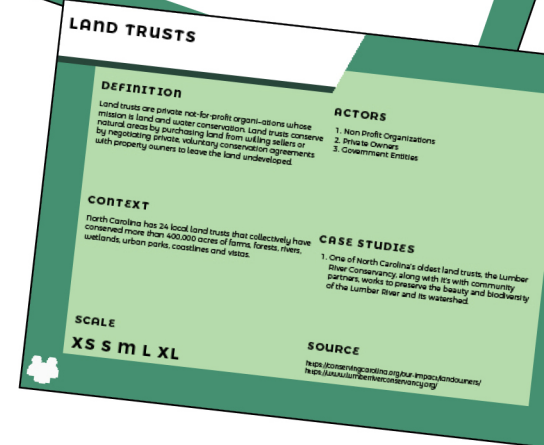 LAND TRUSTS
DEFINITION
Land trusts are private not-for-profit organi-ations whose
mission is land and water conservation. Land trusts conserve
natural areas by purchasing land from willing sellers or
by negotiating private, voluntary conservation agreements
with property owners to leave the land undeveloped.
CONTEXT
North Carolina has 24 local land trusts that collectively have
conserved more than 400,000 acres of farms, forests, rivers,
wetlands, urban parks, coastlines and vistas.
SCALE
XS S M L XL
ACTORS
1. Non Profit Organizations
2. Private Owners
3. Government Entities
CASE STUDIES
1. One of North Carolina's oldest land trusts, the Lumber
River Conservancy, along with it's with community
partners, works to preserve the beauty and biodiversity
of the Lumber River and its watershed.
SOURCE
https://conservingcarolina.org/our-impact/landowners/
https://www.lumberriverconservancy.org/